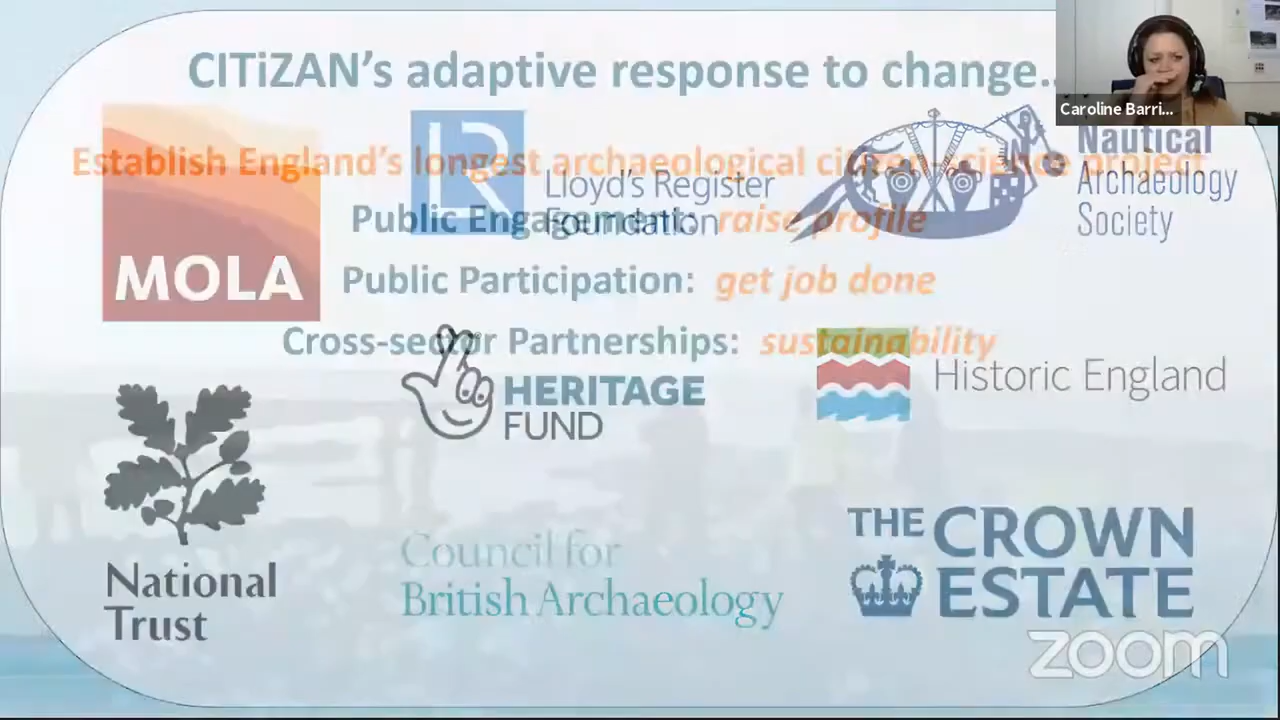 CITiZAN's adaptive response to change..
Caroline Barri...
Establish England's longest archaeological citizen science project
Public Engagement: raise profile
Public Participation: get job done
Cross-sector Partnerships: sustainability
MOLA
LR
Lloyd's Register
Foundation
Nautical
Archaeology
Society
HERITAGE
FUND
Historic England
National
Trust
Council for
British Archaeology
THE CROWN
ESTATE
zoom